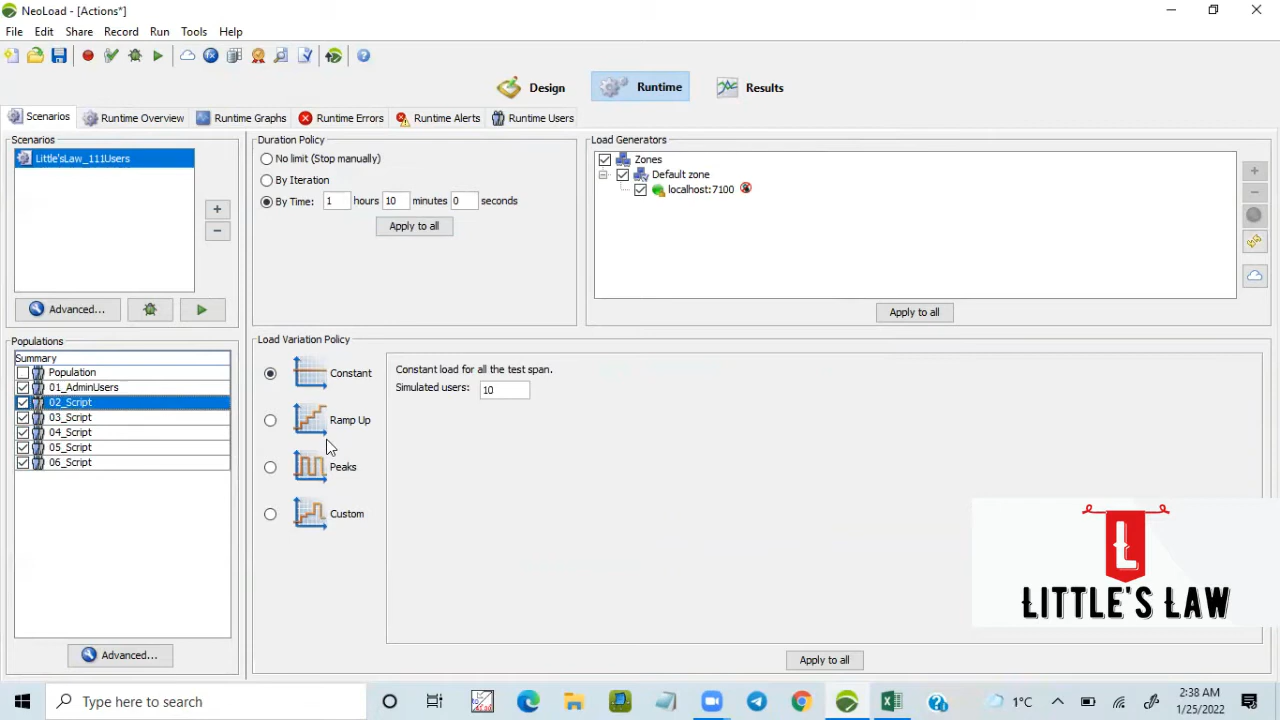 NeoLoad - [Actions*]
File Edit Share Record Run Tools Help
Design Runtime Results
Scenarios Runtime Overview Runtime Graphs Runtime Errors Runtime Alerts Runtime Users
Scenarios
Little'sLaw_111Users
+
−
Advanced...
Duration Policy
No limit (Stop manually)
By Iteration
By Time: 1 hours 10 minutes 0 seconds
Apply to all
Load Generators
Zones
Default zone
localhost:7100
+
−
Apply to all
Populations
Summary
Population
01_AdminUsers
02_Script
03_Script
04_Script
05_Script
06_Script
Advanced...
Load Variation Policy
Constant
Ramp Up
Peaks
Custom
Constant load for all the test span.
Simulated users: 10
Apply to all
L
LITTLE'S LAW
Type here to search
1°C
2:38 AM
1/25/2022